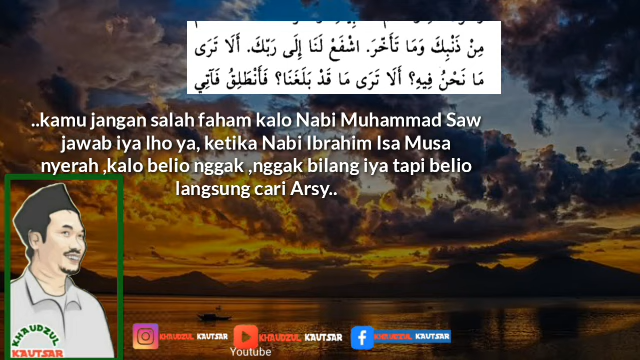 مِنْ ذَنْبِكَ وَمَا تَأَخَّرَ. اشْفَعْ لَنَا إِلَى رَبِّكَ. أَلَا تَرَى
مَا نَحْنُ فِيهِ؟ أَلَا تَرَى مَا قَدْ بَلَغَنَا؟ فَأَنْطَلِقُ فَآتِي
..kamu jangan salah faham kalo Nabi Muhammad Saw
jawab iya lho ya, ketika Nabi Ibrahim Isa Musa
nyerah ,kalo belio nggak ,nggak bilang iya tapi belio
langsung cari Arsy..
KHAUDZUL
KAUTSAR
KHAUDZUL KAUTSAR
KHAUDZUL KAUTSAR
Youtube
KHAUDZUL KAUTSAR